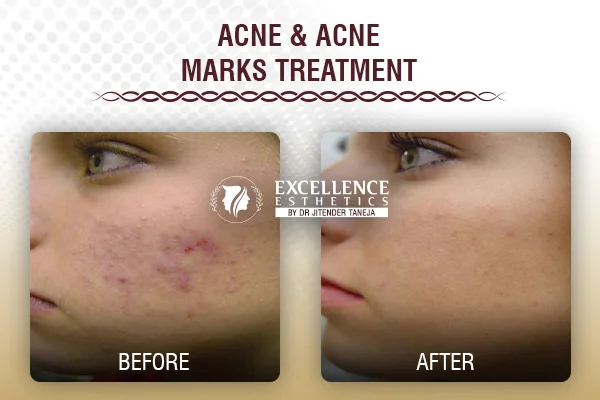 ACNE & ACNE
MARKS TREATMENT
EXCELLENCE
ESTHETICS
BY DR JITENDER TANEJA
BEFORE
AFTER